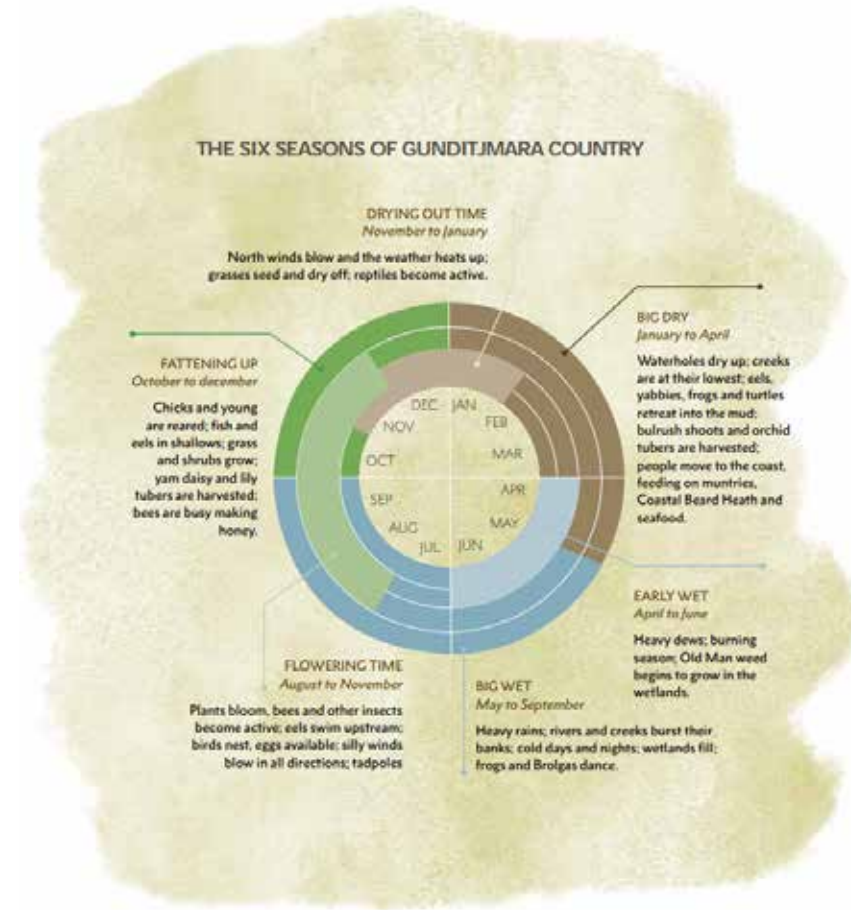 THE SIX SEASONS OF GUNDITJMARA COUNTRY
DRYING OUT TIME
November to January
North winds blow and the weather heats up;
grasses seed and dry off; reptiles become active.
BIG DRY
January to April
Waterholes dry up; creeks
are at their lowest; eels,
yabbies, frogs and turtles
retreat into the mud;
bulrush shoots and orchid
tubers are harvested;
people move to the coast,
feeding on muntries,
Coastal Beard Heath and
seafood.
EARLY WET
April to June
Heavy dews; burning
season; Old Man weed
begins to grow in the
wetlands.
BIG WET
May to September
Heavy rains; rivers and creeks burst their
banks; cold days and nights; wetlands fill;
frogs and Brolgas dance.
FLOWERING TIME
August to November
Plants bloom, bees and other insects
become active; eels swim upstream;
birds nest, eggs available; silly winds
blow in all directions; tadpoles
FATTENING UP
October to december
Chicks and young
are reared; fish and
eels in shallows; grass
and shrubs grow;
yam daisy and lily
tubers are harvested;
bees are busy making
honey.
JAN
FEB
MAR
APR
MAY
JUN
JUL
AUG
SEP
OCT
NOV
DEC